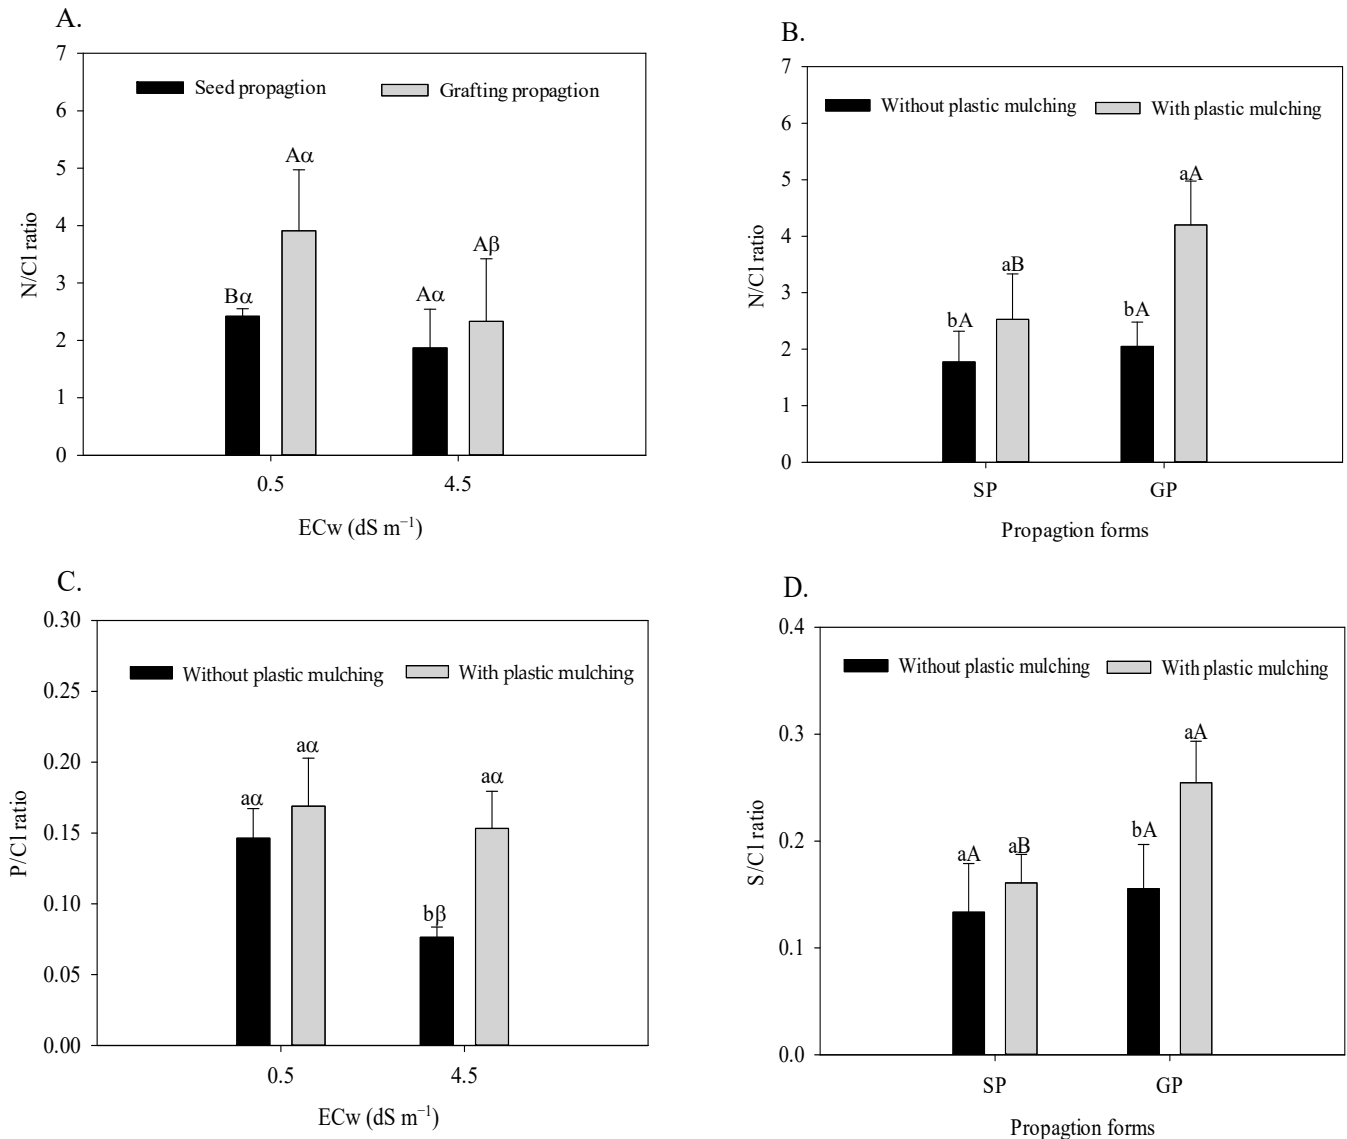 A.
7
6
5
4
3
2
1
0
N/Cl ratio
Seed propagtion
Grafting propagtion
Bα
Aα
Aα
Aβ
0.5
4.5
ECw (dS m⁻¹)
B.
7
6
5
4
3
2
1
0
N/Cl ratio
Without plastic mulching
With plastic mulching
bA
aB
bA
aA
SP
GP
Propagtion forms
C.
0.30
0.25
0.20
0.15
0.10
0.05
0.00
P/Cl ratio
Without plastic mulching
With plastic mulching
aα
aα
bβ
aα
0.5
4.5
ECw (dS m⁻¹)
D.
0.4
0.3
0.2
0.1
0.0
S/Cl ratio
Without plastic mulching
With plastic mulching
aA
aB
bA
aA
SP
GP
Propagtion forms